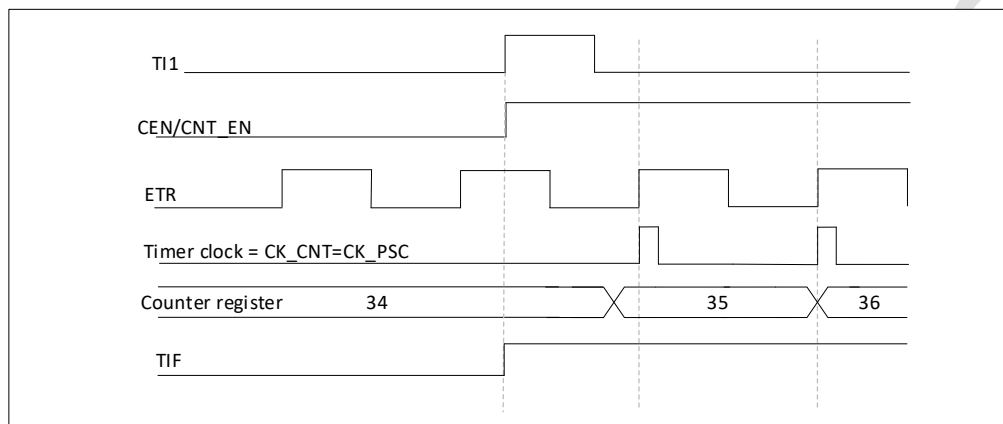 TI1
CEN/CNT_EN
ETR
Timer clock = CK_CNT=CK_PSC
Counter register 34 35 36
TIF